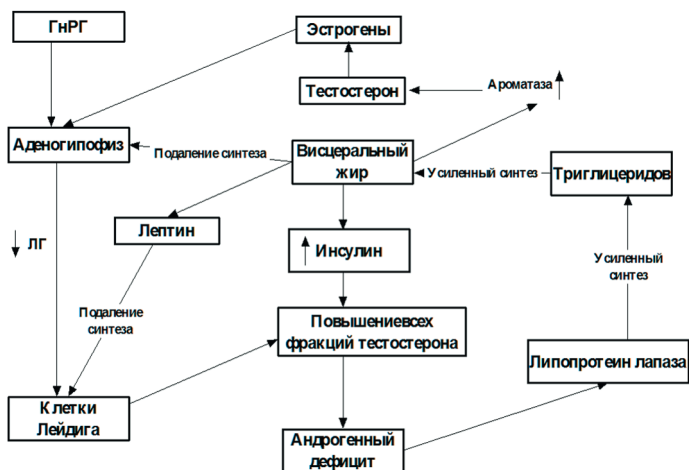 ГнРГ
Эстрогены
Тестостерон
Ароматаза
Аденогипофиз
Подаление синтеза
Висцеральный
жир
Усиленный синтез
Триглицеридов
Лептин
ЛГ
Инсулин
Усиленный
синтез
Подаление
синтеза
Повышениевсех
фракций тестостерона
Липопротеин лапаза
Клетки
Лейдига
Андрогенный
дефицит